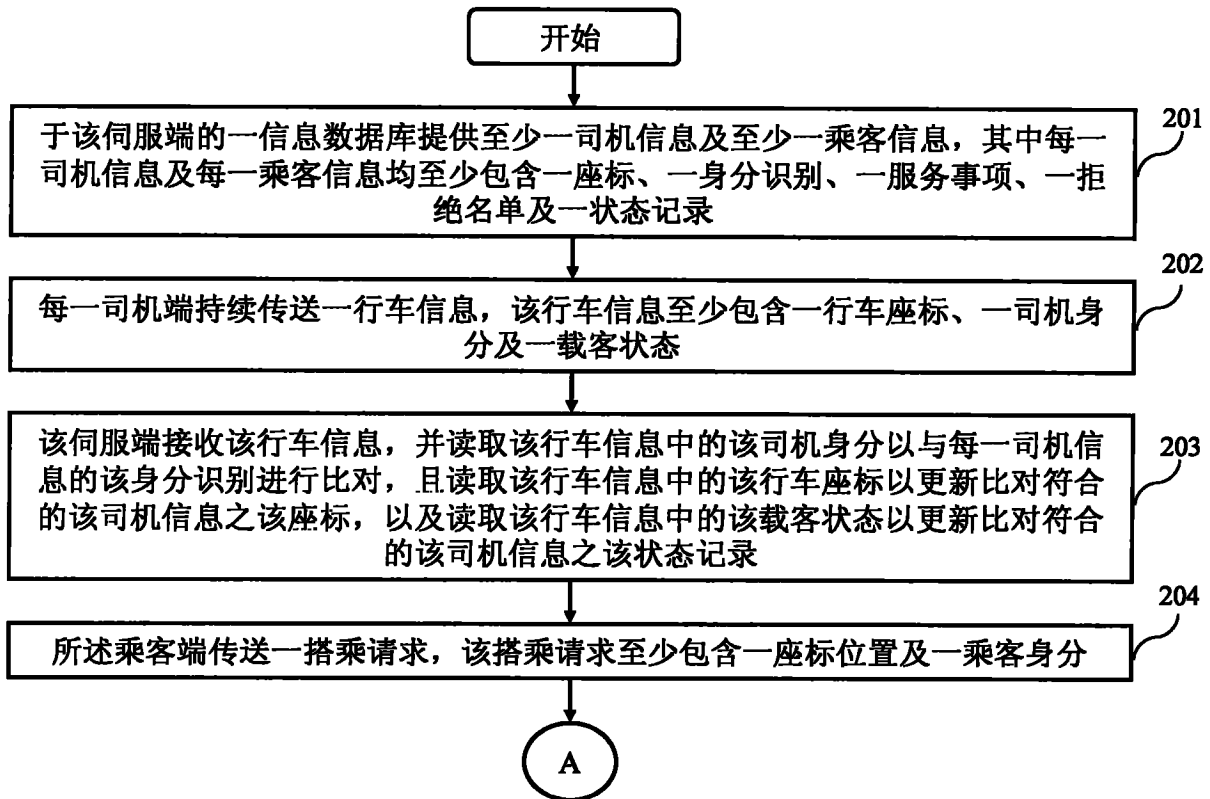 开始
201
于该伺服端的一信息数据库提供至少一司机信息及至少一乘客信息，其中每一
司机信息及每一乘客信息均至少包含一座标、一身分识别、一服务事项、一拒
绝名单及一状态记录
202
每一司机端持续传送一行车信息，该行车信息至少包含一行车座标、一司机身
分及一载客状态
203
该伺服端接收该行车信息，并读取该行车信息中的该司机身分以与每一司机信
息的该身分识别进行比对，且读取该行车信息中的该行车座标以更新比对符合
的该司机信息之该座标，以及读取该行车信息中的该载客状态以更新比对符合
的该司机信息之该状态记录
204
所述乘客端传送一搭乘请求，该搭乘请求至少包含一座标位置及一乘客身分
A